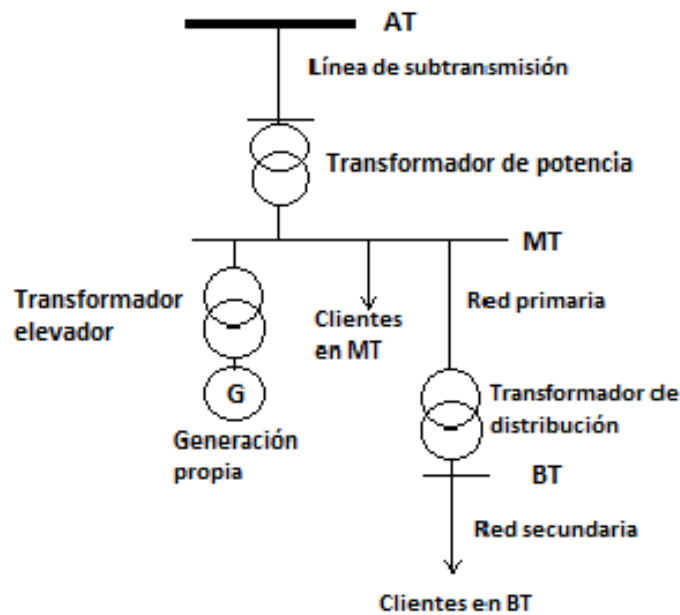 AT
Línea de subtransmisión
Transformador de potencia
MT
Transformador
elevador
Clientes
en MT
Red primaria
G
Generación
propia
Transformador de
distribución
BT
Red secundaria
Clientes en BT